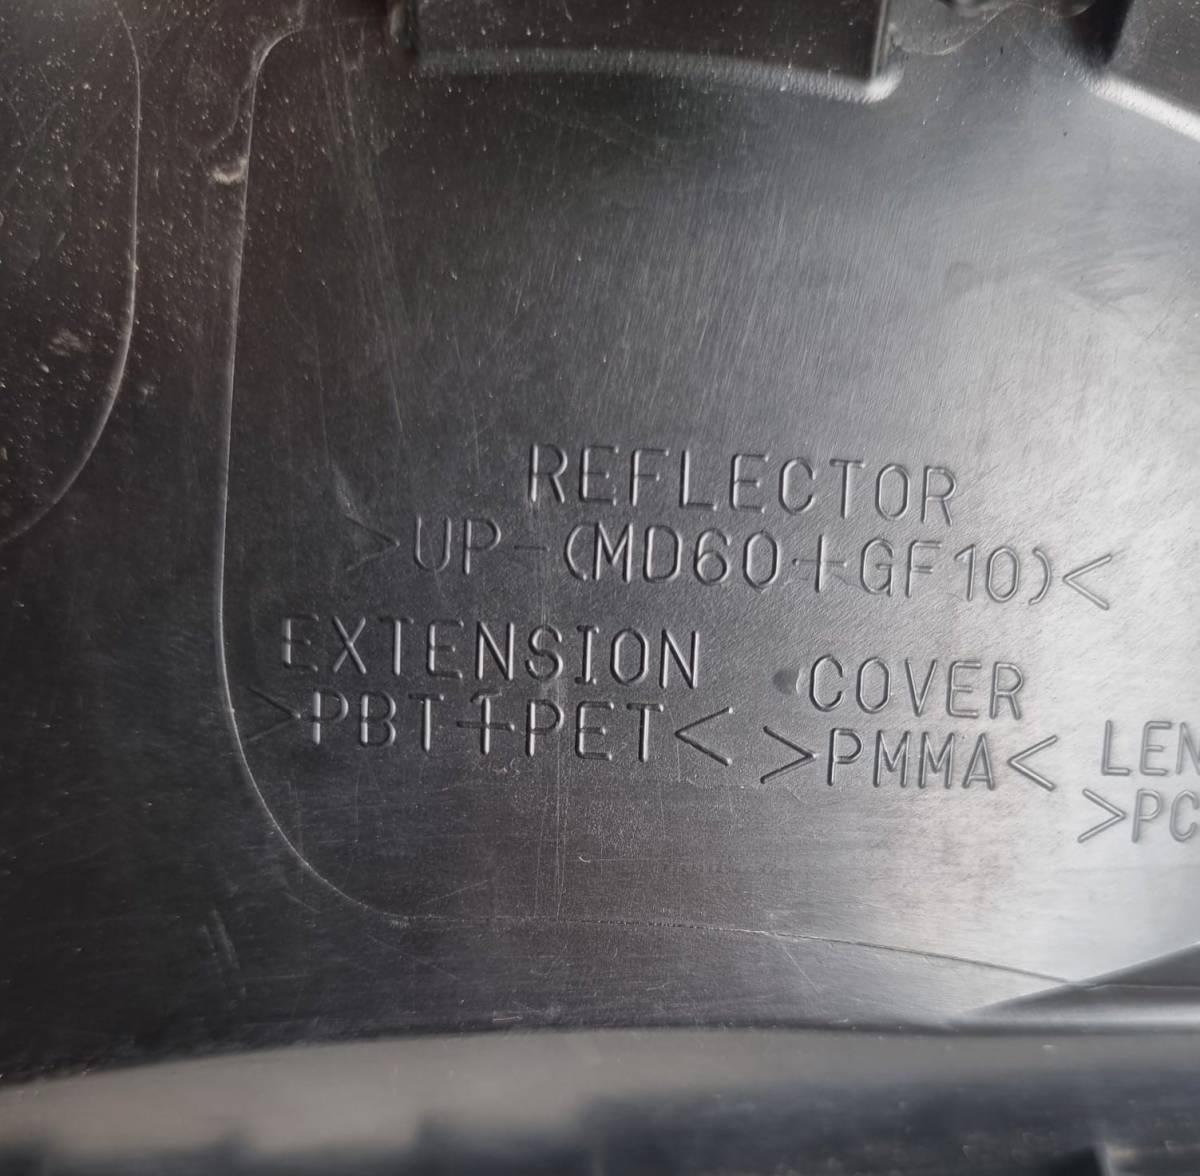 REFLECTOR
>UP-(MD60+GF10)<
EXTENSION
>PBT+PET<
COVER
>PMMA<
LEN
>PC